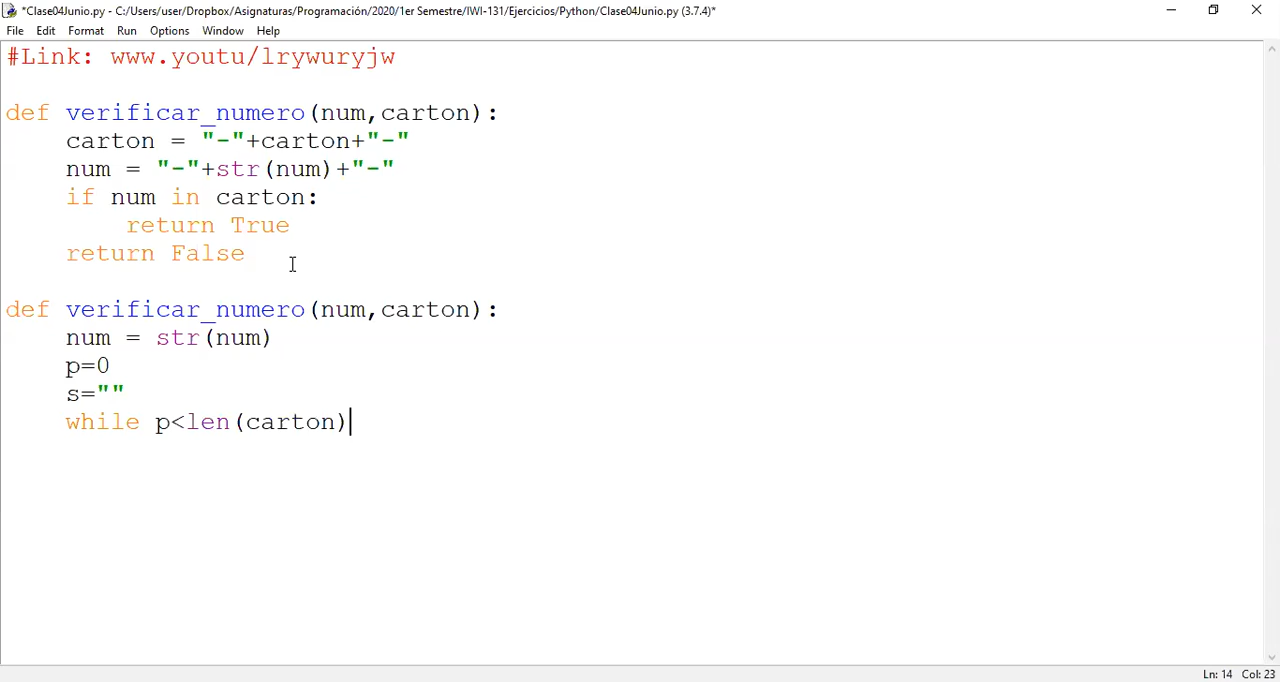 *Clase04Junio.py - C:/Users/user/Dropbox/Asignaturas/Programación/2020/1er Semestre/IWI-131/Ejercicios/Python/Clase04Junio.py (3.7.4)*
File Edit Format Run Options Window Help
#Link: www.youtu/lrywuryjw
def verificar_numero(num,carton):
    carton = "-"+carton+"-"
    num = "-"+str(num)+"-"
    if num in carton:
        return True
    return False
def verificar_numero(num,carton):
    num = str(num)
    p=0
    s=""
    while p<len(carton)
Ln: 14 Col: 23